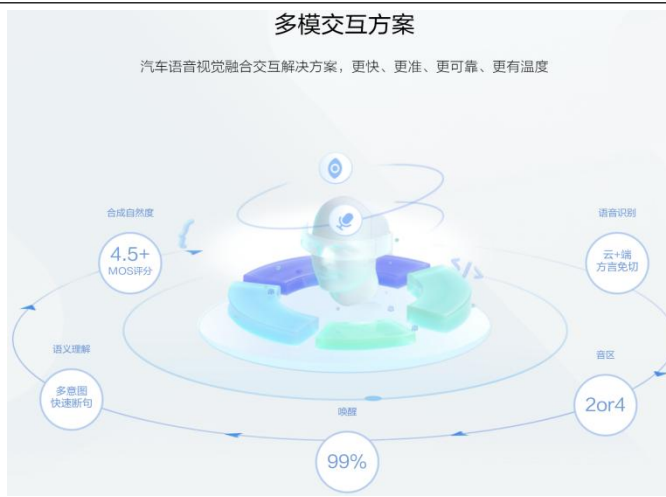 多模交互方案
汽车语音视觉融合交互解决方案，更快、更准、更可靠、更有温度
合成自然度
4.5+
MOS评分
语音识别
云+端
方言免切
</>
语义理解
多意图
快速断句
音区
2or4
唤醒
99%